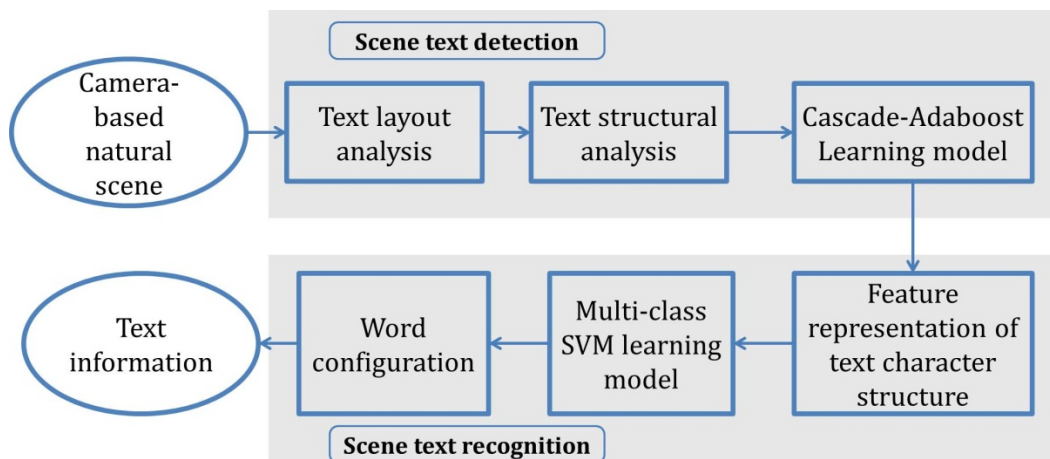 Scene text detection
Camera-
based
natural
scene
Text layout
analysis
Text structural
analysis
Cascade-Adaboost
Learning model
Feature
representation of
text character
structure
Multi-class
SVM learning
model
Word
configuration
Text
information
Scene text recognition